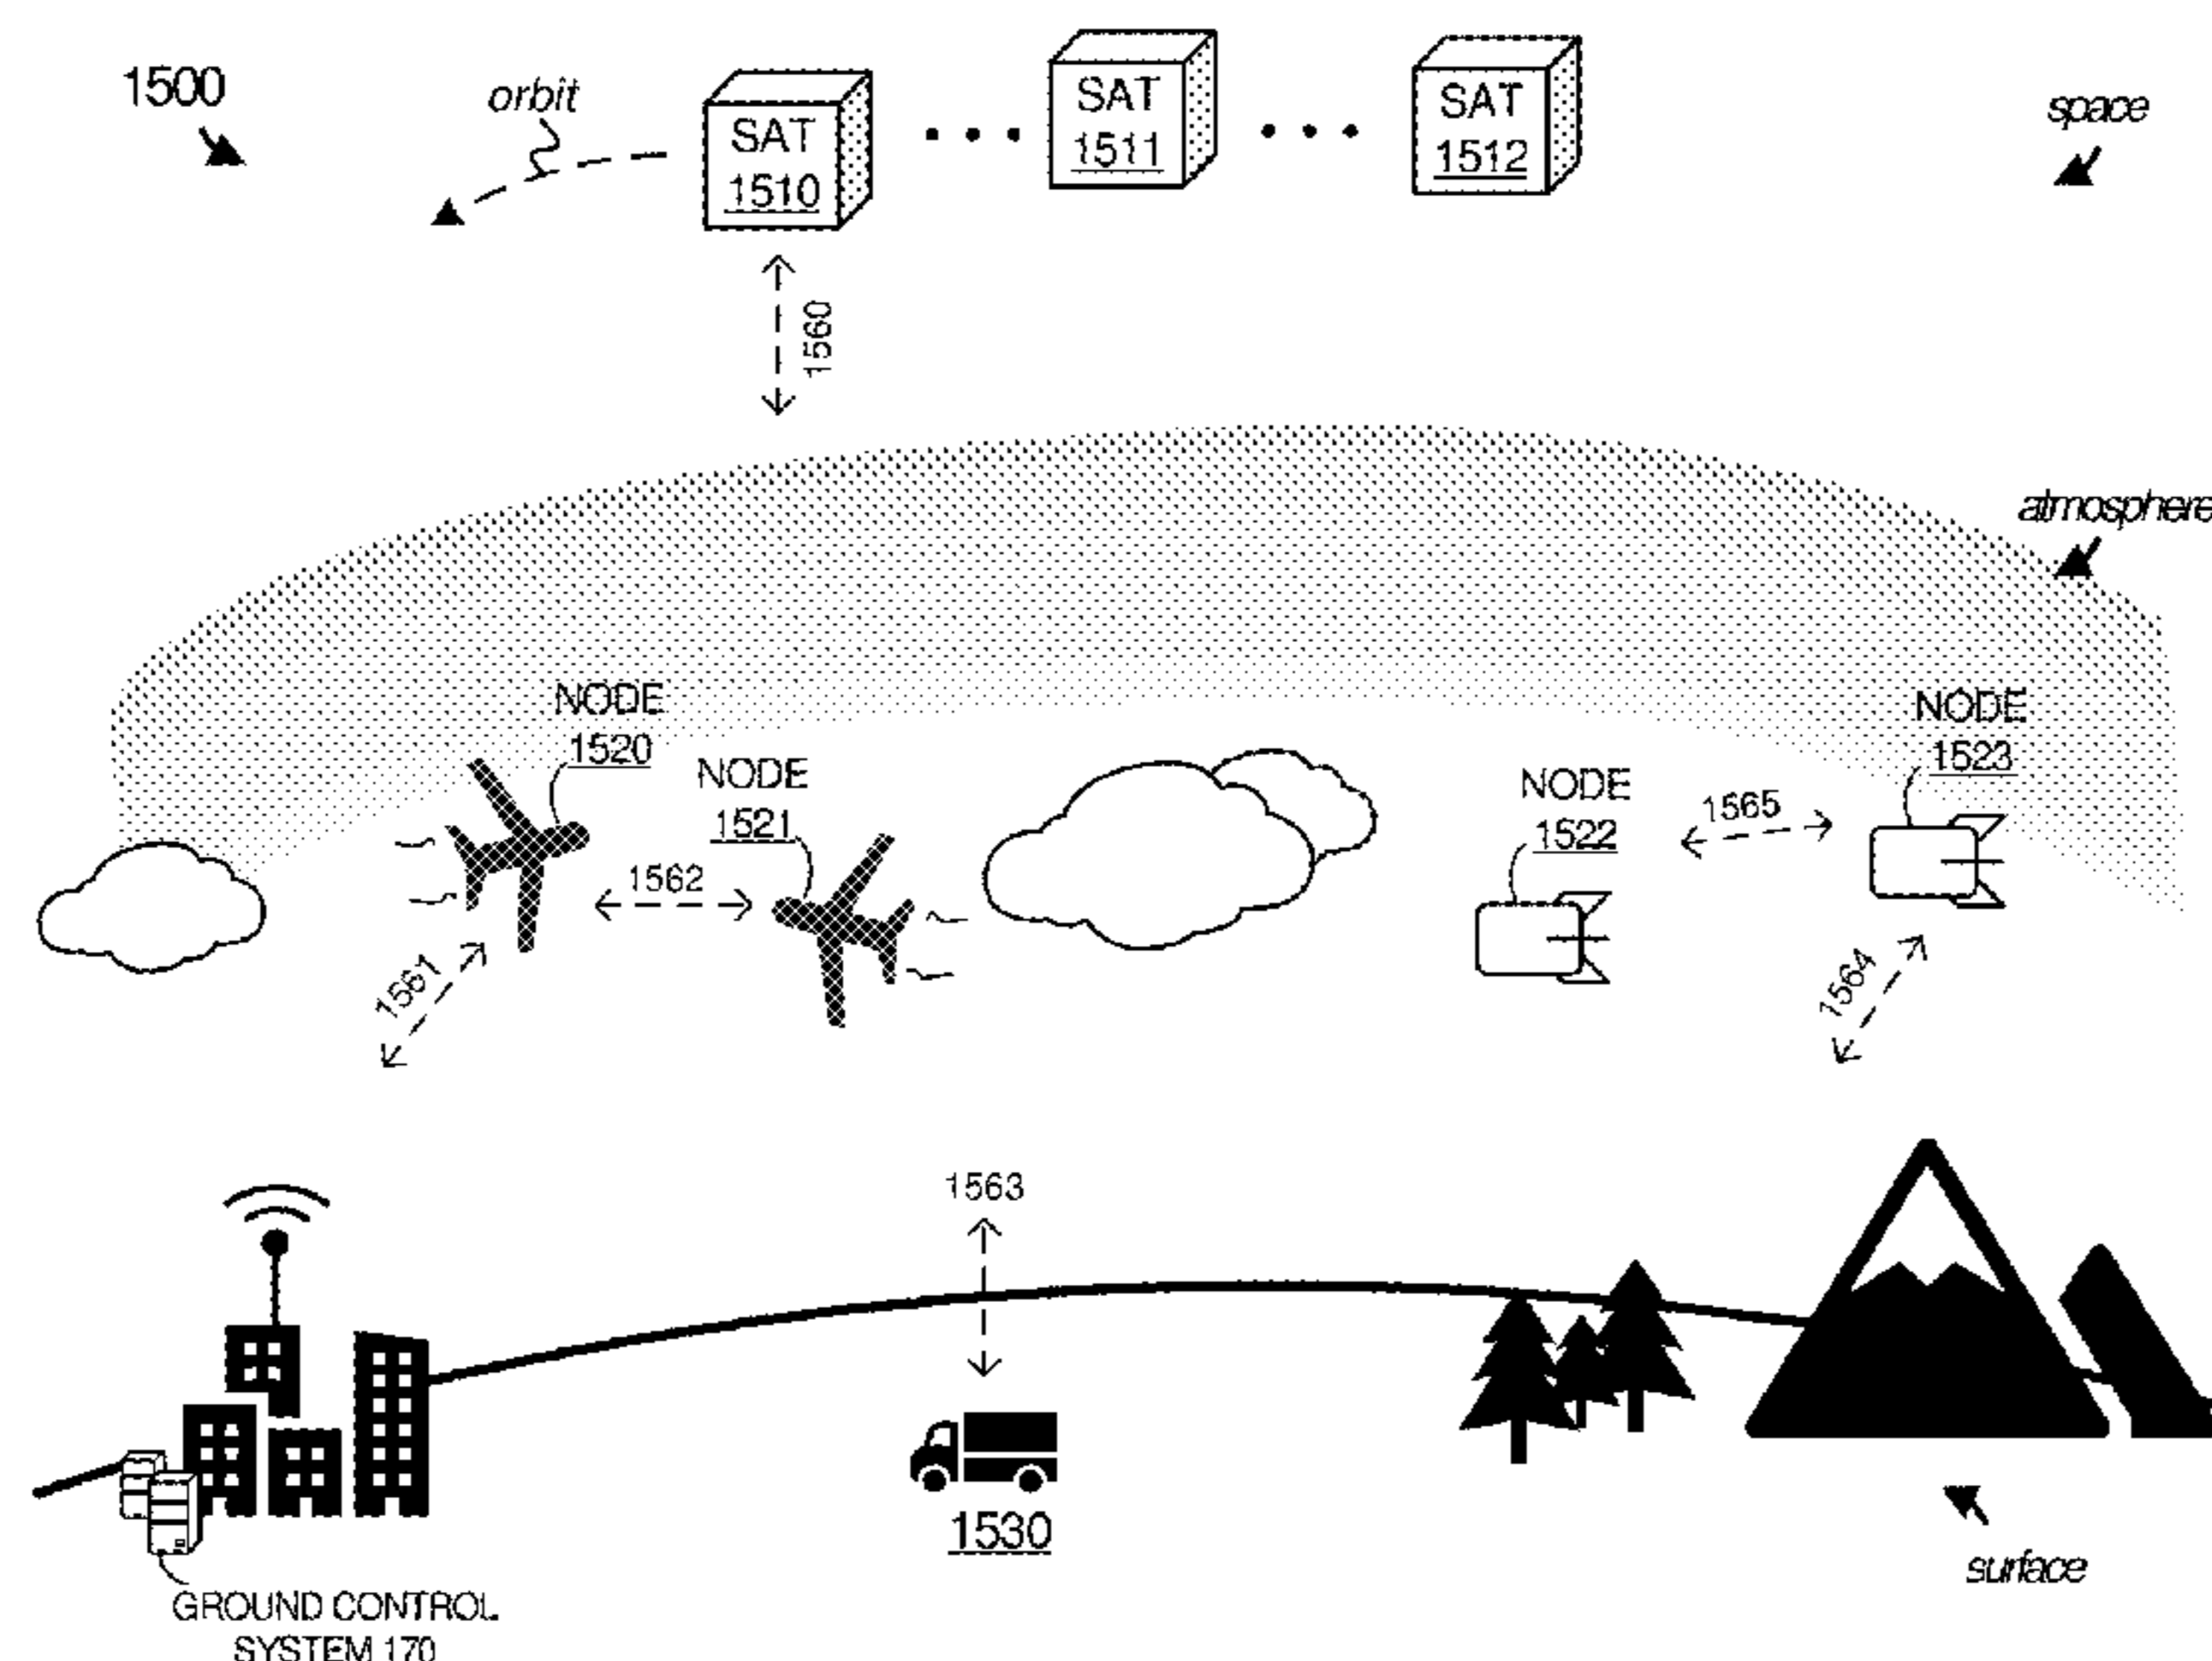 1500
orbit
SAT
1510
SAT
1511
SAT
1512
space
1560
atmosphere
NODE
1520
NODE
1521
NODE
1522
NODE
1523
1565
1562
1561
1564
1563
1530
surface
GROUND CONTROL
SYSTEM 170